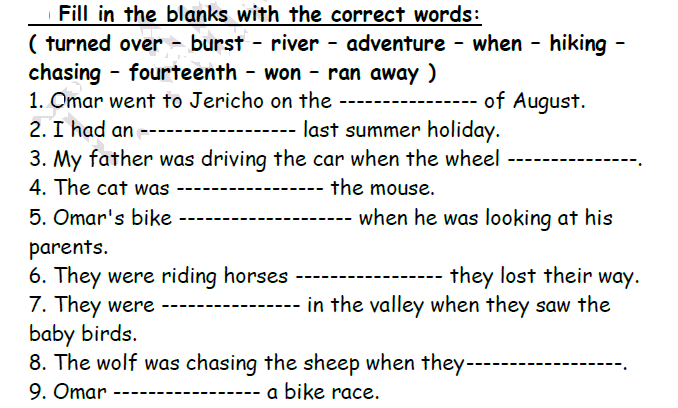 Fill in the blanks with the correct words:
( turned over – burst – river – adventure – when – hiking –
chasing – fourteenth – won – ran away )
1. Omar went to Jericho on the ---------------- of August.
2. I had an ------------------ last summer holiday.
3. My father was driving the car when the wheel ---------------.
4. The cat was ----------------- the mouse.
5. Omar's bike -------------------- when he was looking at his
parents.
6. They were riding horses ----------------- they lost their way.
7. They were ---------------- in the valley when they saw the
baby birds.
8. The wolf was chasing the sheep when they------------------.
9. Omar ----------------- a bike race.